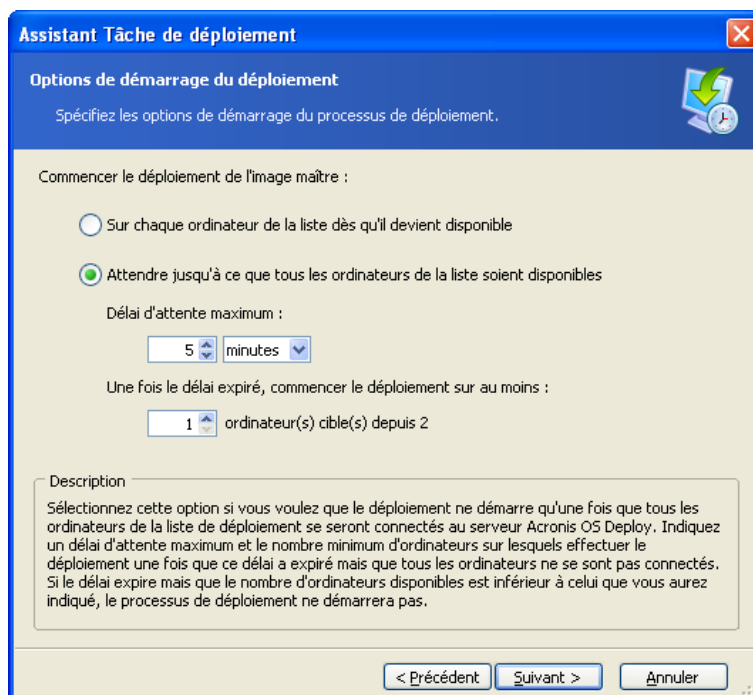 Assistant Tâche de déploiement
Options de démarrage du déploiement
Spécifiez les options de démarrage du processus de déploiement.
Commencer le déploiement de l'image maître :
Sur chaque ordinateur de la liste dès qu'il devient disponible
Attendre jusqu'à ce que tous les ordinateurs de la liste soient disponibles
Délai d'attente maximum :
5 minutes
Une fois le délai expiré, commencer le déploiement sur au moins :
1 ordinateur(s) cible(s) depuis 2
Description
Sélectionnez cette option si vous voulez que le déploiement ne démarre qu'une fois que tous les
ordinateurs de la liste de déploiement se seront connectés au serveur Acronis OS Deploy. Indiquez
un délai d'attente maximum et le nombre minimum d'ordinateurs sur lesquels effectuer le
déploiement une fois que ce délai a expiré mais que tous les ordinateurs ne se sont pas connectés.
Si le délai expire mais que le nombre d'ordinateurs disponibles est inférieur à celui que vous aurez
indiqué, le processus de déploiement ne démarrera pas.
< Précédent Suivant > Annuler